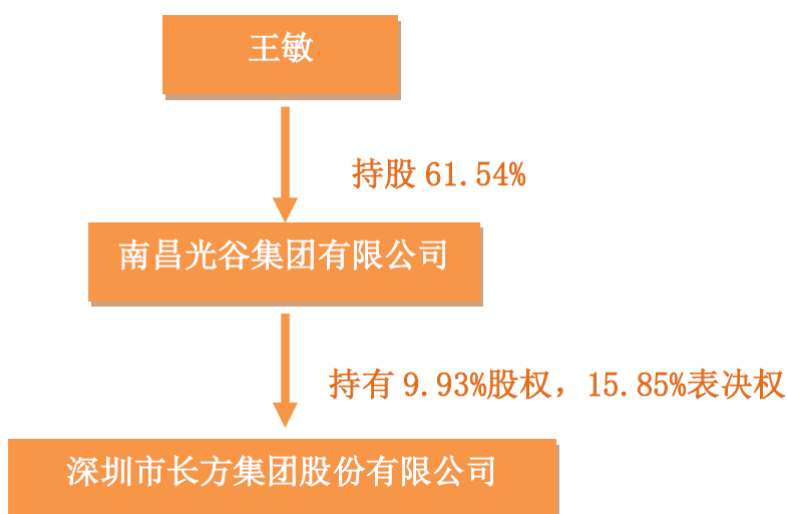 王敏
持股 61.54%
南昌光谷集团有限公司
持有 9.93%股权，15.85%表决权
深圳市长方集团股份有限公司